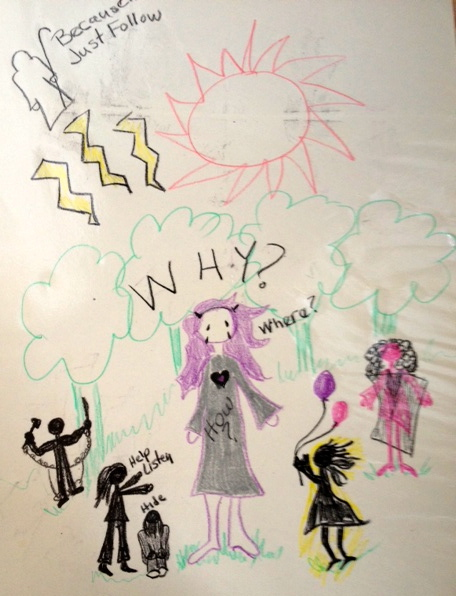 Because
Just Follow
WHY?
Where?
How?
Help
Listen
Hide